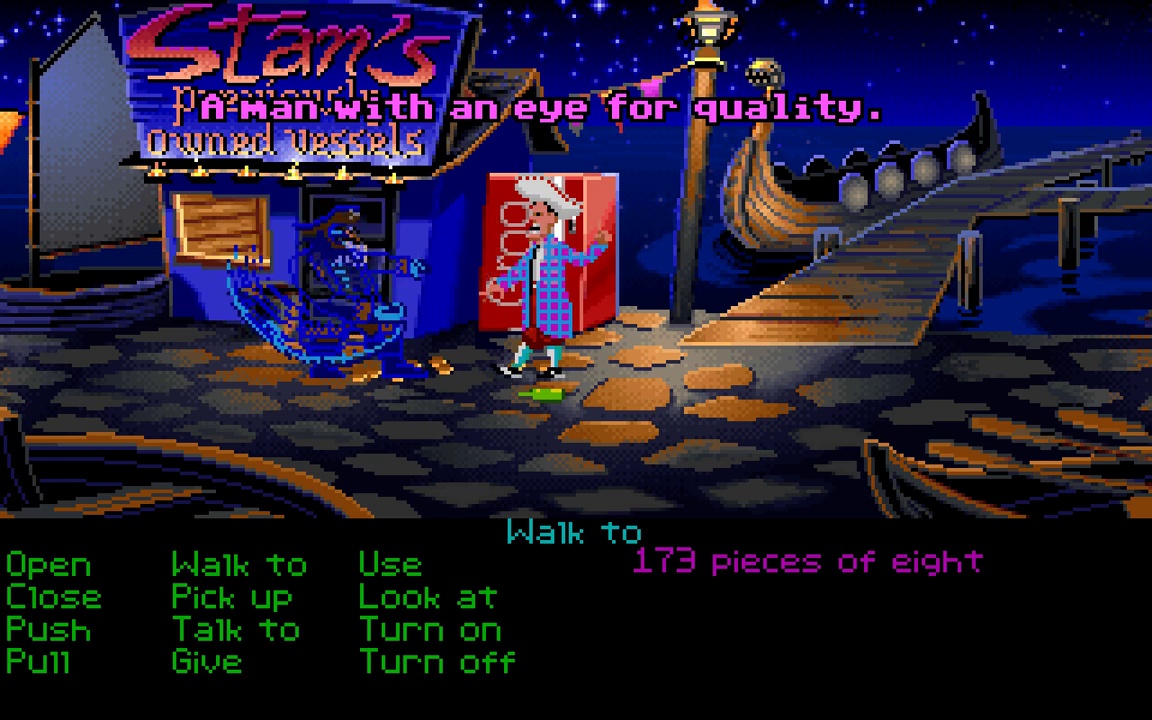 Stan's
previously
A man with an eye for quality.
owned vessels
Walk to
Open Walk to Use 173 pieces of eight
Close Pick up Look at
Push Talk to Turn on
Pull Give Turn off